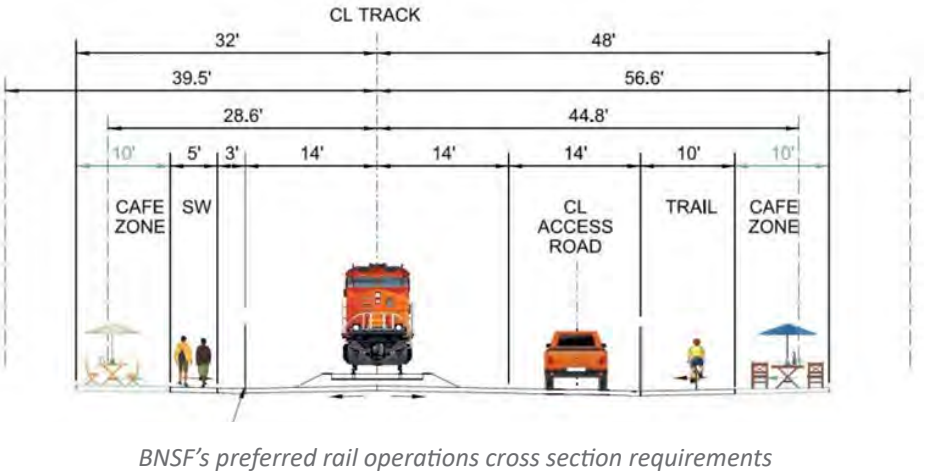 CL TRACK
32' 48'
39.5' 56.6'
28.6' 44.8'
10' 5' 3' 14' 14' 14' 10' 10'
CAFE SW CL TRAIL CAFE
ZONE ACCESS ZONE
ROAD
BNSF's preferred rail operations cross section requirements